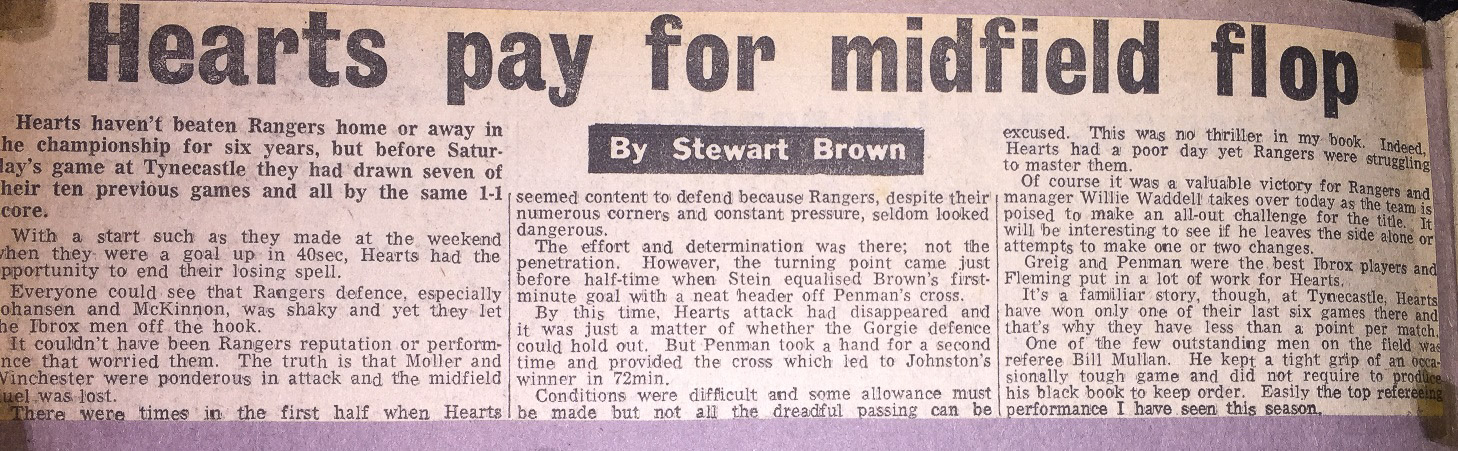 Hearts pay for midfield flop
Hearts haven't beaten Rangers home or away in
he championship for six years, but before Satur-
lay's game at Tynecastle they had drawn seven of
heir ten previous games and all by the same 1-1
core.
With a start such as they made at the weekend
when they were a goal up in 40sec, Hearts had the
pportunity to end their losing spell.
Everyone could see that Rangers defence, especially
ohansen and McKinnon, was shaky and yet they let
he Ibrox men off the hook.
It couldn't have been Rangers reputation or perform-
nce that worried them. The truth is that Moller and
Winchester were ponderous in attack and the midfield
uel was lost.
There were times in the first half when Hearts
By Stewart Brown
seemed content to defend because Rangers, despite their
numerous corners and constant pressure, seldom looked
dangerous.
The effort and determination was there; not the
penetration. However, the turning point came just
before half-time when Stein equalised Brown's first-
minute goal with a neat header off Penman's cross.
By this time, Hearts attack had disappeared and
it was just a matter of whether the Gorgie defence
could hold out. But Penman took a hand for a second
time and provided the cross which led to Johnston's
winner in 72min.
Conditions were difficult and some allowance must
be made but not all the dreadful passing can be
excused. This was no thriller in my book. Indeed,
Hearts had a poor day yet Rangers were struggling
to master them.
Of course it was a valuable victory for Rangers and
manager Willie Waddell takes over today as the team is
poised to make an all-out challenge for the title. It
will be interesting to see if he leaves the side alone or
attempts to make one or two changes.
Greig and Penman were the best Ibrox players and
Fleming put in a lot of work for Hearts.
It's a familiar story, though, at Tynecastle, Hearts
have won only one of their last six games there and
that's why they have less than a point per match.
One of the few outstanding men on the field was
referee Bill Mullan. He kept a tight grip of an occa-
sionally tough game and did not require to produce
his black book to keep order. Easily the top refereeing
performance I have seen this season.